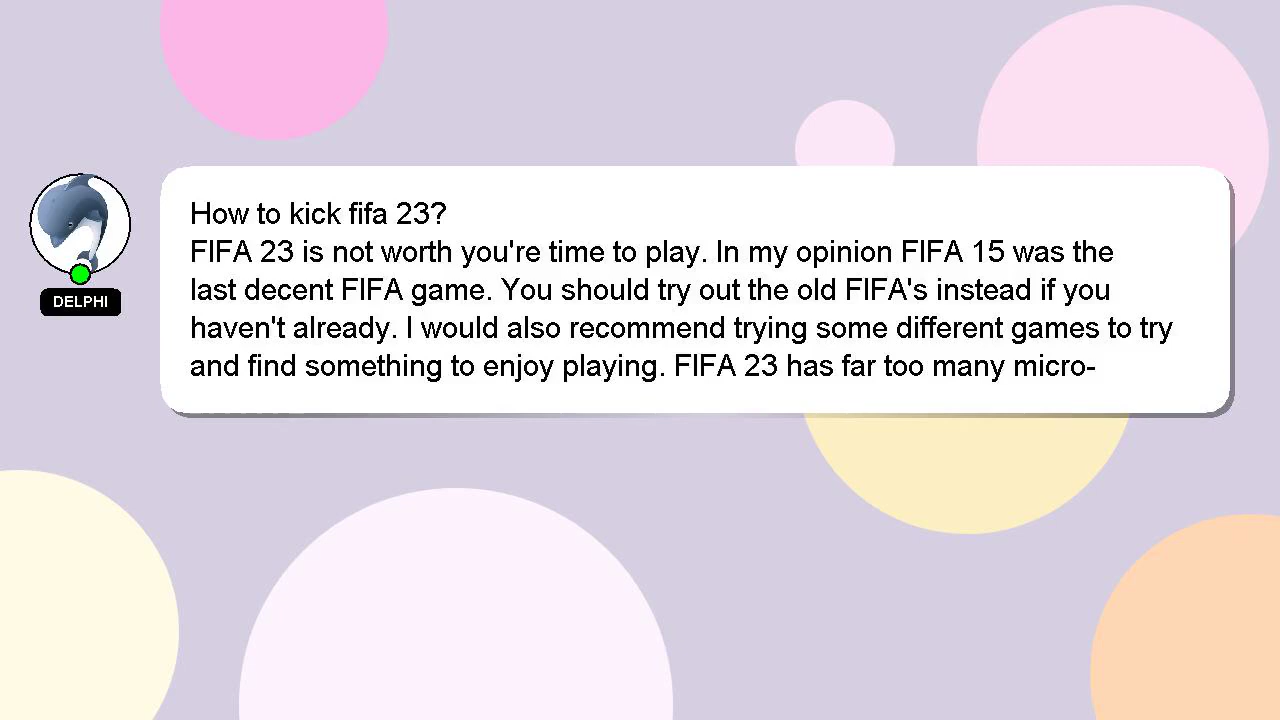 How to kick fifa 23?
FIFA 23 is not worth you're time to play. In my opinion FIFA 15 was the
last decent FIFA game. You should try out the old FIFA's instead if you
haven't already. I would also recommend trying some different games to try
and find something to enjoy playing. FIFA 23 has far too many micro-
DELPHI